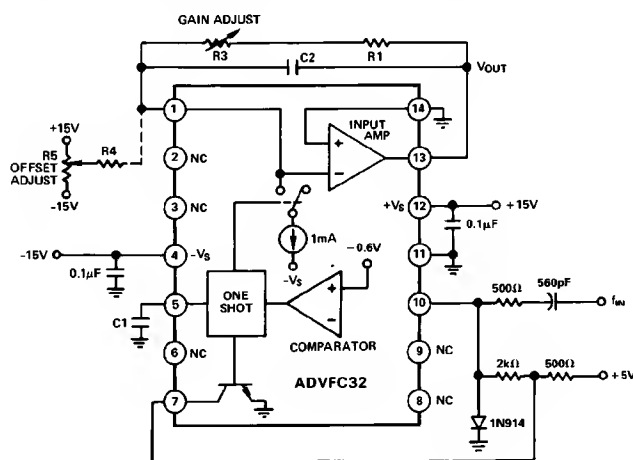 GAIN ADJUST
R3
R1
C2
VOUT
1
14
INPUT
AMP
+
−
+15V
R5
OFFSET
ADJUST
R4
-15V
2
NC
13
3
NC
+VS
12
+15V
0.1µF
1mA
-VS
-15V
4
-VS
0.1µF
11
−0.6V
5
C1
ONE
SHOT
+
−
COMPARATOR
10
500Ω
560pF
fIN
6
NC
9
NC
ADVFC32
2kΩ
500Ω
+5V
7
8
NC
1N914